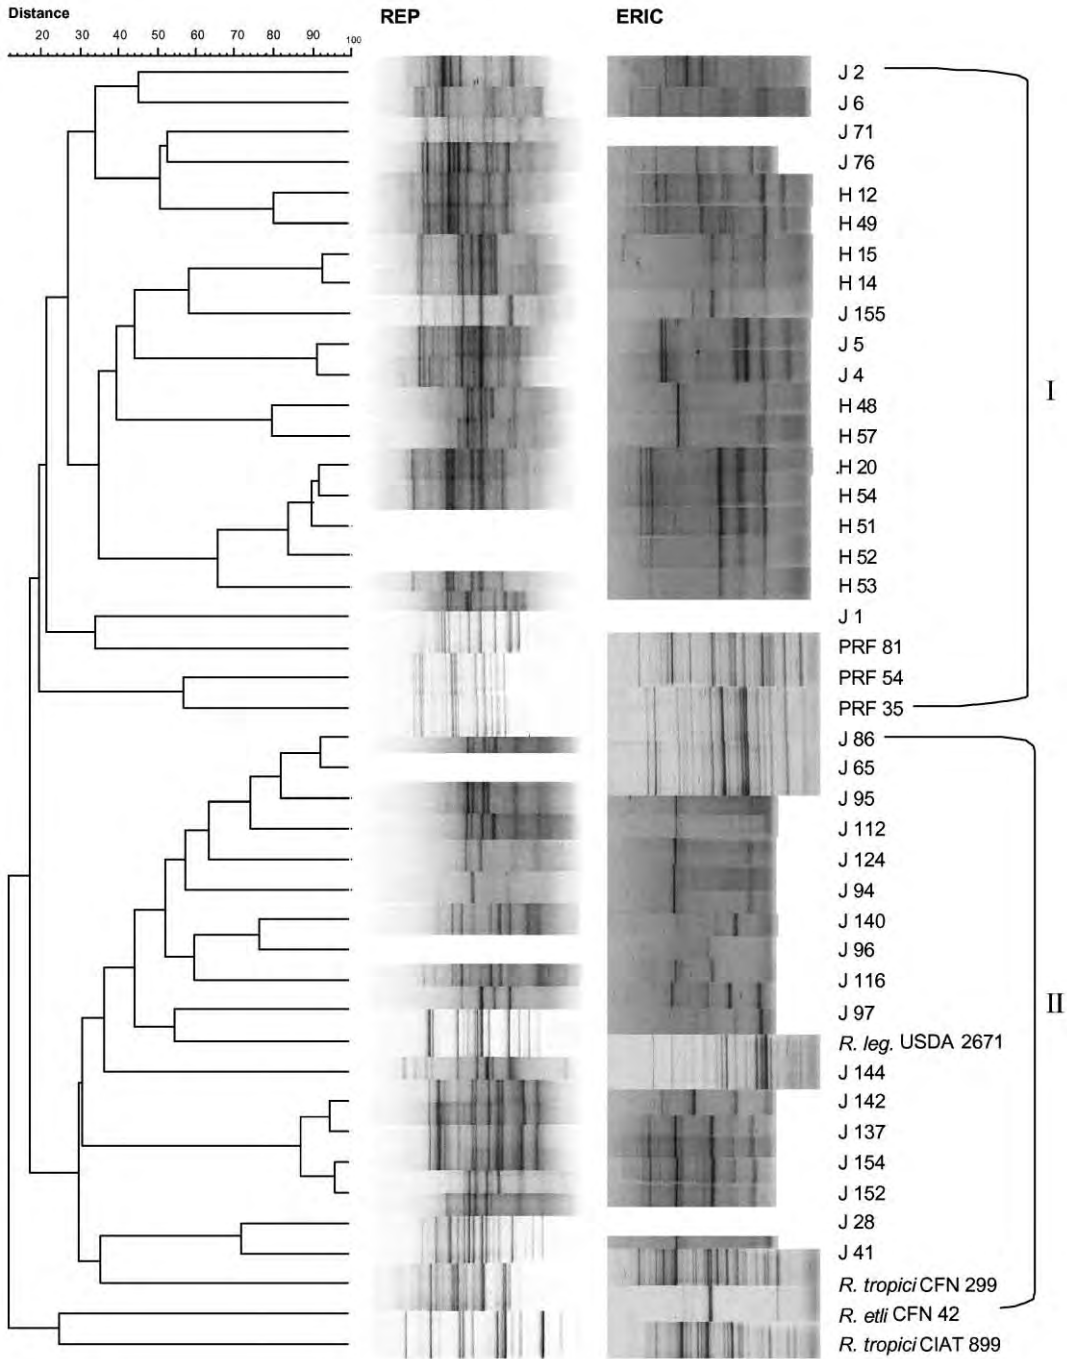 Distance
REP
ERIC
20 40 50 60 70 80 90 100
J 2
J 6
J 71
J 76
H 12
H 49
H 15
H 14
J 155
J 5
J 4
I
H 48
H 57
.H 20
H 54
H 51
H 52
H 53
J 1
PRF 81
PRF 54
PRF 35
J 86
J 65
J 95
J 112
J 124
J 94
J 140
J 96
J 116
II
J 97
R. leg. USDA 2671
J 144
J 142
J 137
J 154
J 152
J 28
J 41
R. tropici CFN 299
R. etli CFN 42
R. tropici CIAT 899